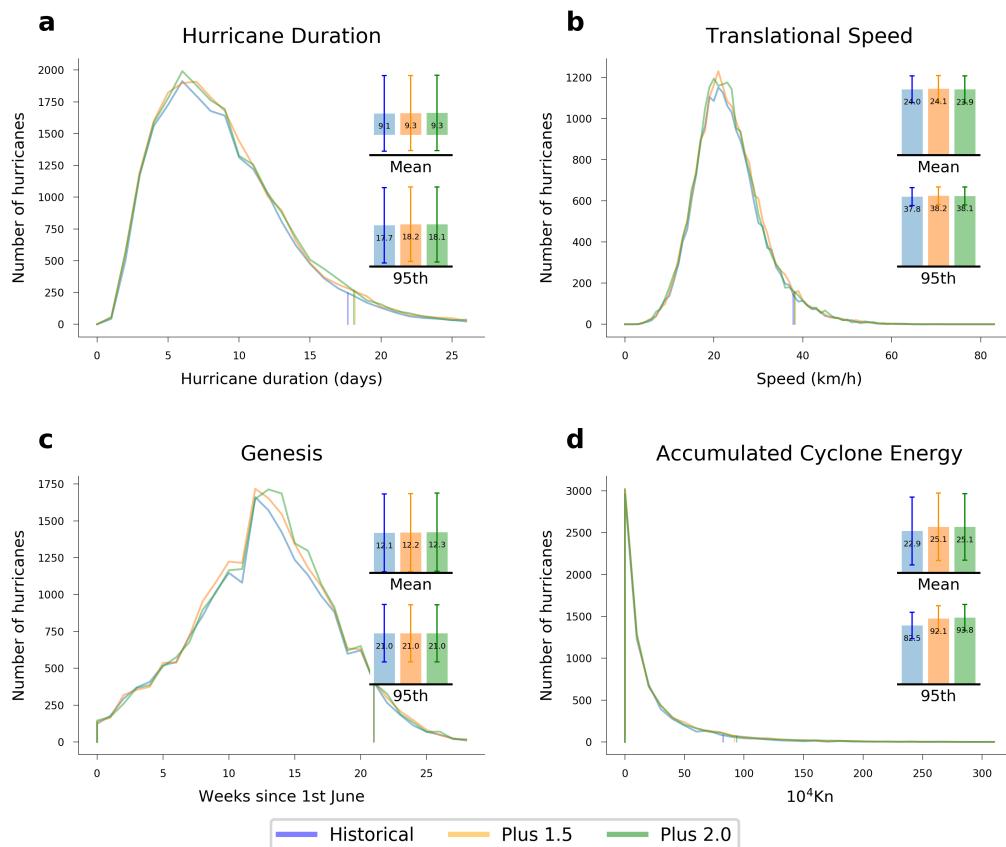 a
Hurricane Duration
Number of hurricanes
2000
1750
1500
1250
1000
750
500
250
0
0 5 10 15 20 25
Hurricane duration (days)
9.1 9.3 9.3
Mean
17.7 18.2 18.1
95th
b
Translational Speed
Number of hurricanes
1200
1000
800
600
400
200
0
0 20 40 60 80
Speed (km/h)
24.0 24.1 23.9
Mean
37.8 38.2 38.1
95th
c
Genesis
Number of hurricanes
1750
1500
1250
1000
750
500
250
0
0 5 10 15 20 25
Weeks since 1st June
12.1 12.2 12.3
Mean
21.0 21.0 21.0
95th
d
Accumulated Cyclone Energy
Number of hurricanes
3000
2500
2000
1500
1000
500
0
0 50 100 150 200 250 300
10⁴Kn
22.9 25.1 25.1
Mean
82.5 92.1 93.8
95th
Historical Plus 1.5 Plus 2.0